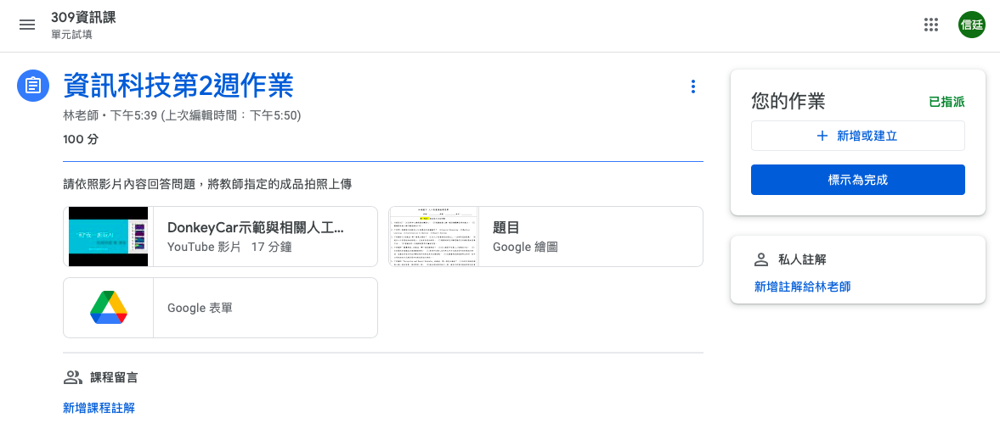 309資訊課
單元試填
信廷
資訊科技第2週作業
林老師 • 下午5:39 (上次編輯時間：下午5:50)
100 分
請依照影片內容回答問題，將教師指定的成品拍照上傳
DonkeyCar示範與相關人工...
YouTube 影片 17 分鐘
題目
Google 繪圖
Google 表單
課程留言
新增課程註解
您的作業
已指派
新增或建立
標示為完成
私人註解
新增註解給林老師